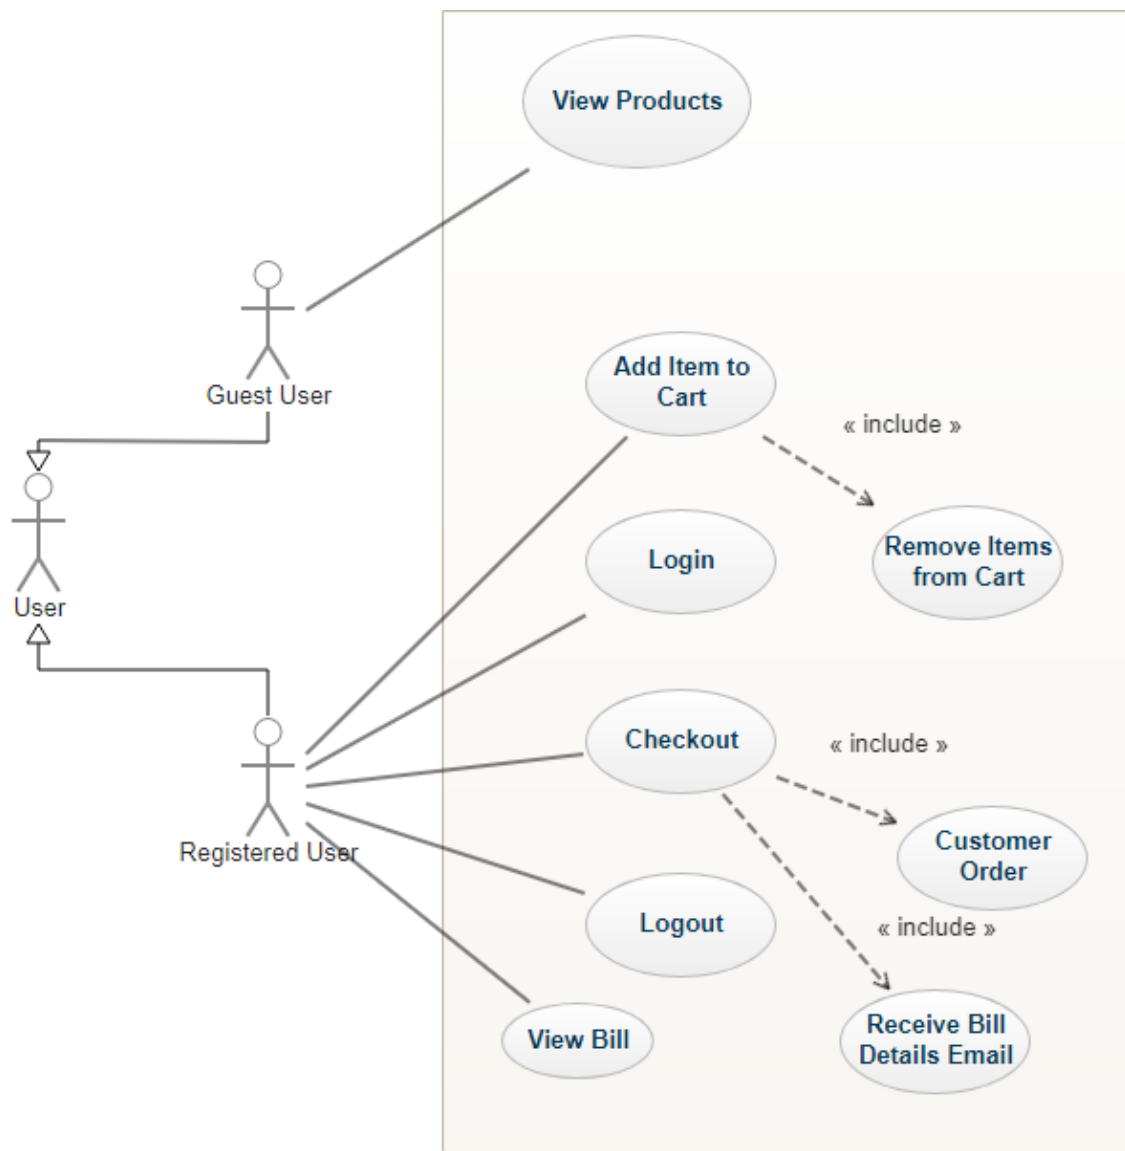 View Products
Guest User
Add Item to
Cart
« include »
User
Login
Remove Items
from Cart
Registered User
Checkout
« include »
Customer
Order
Logout
« include »
View Bill
Receive Bill
Details Email